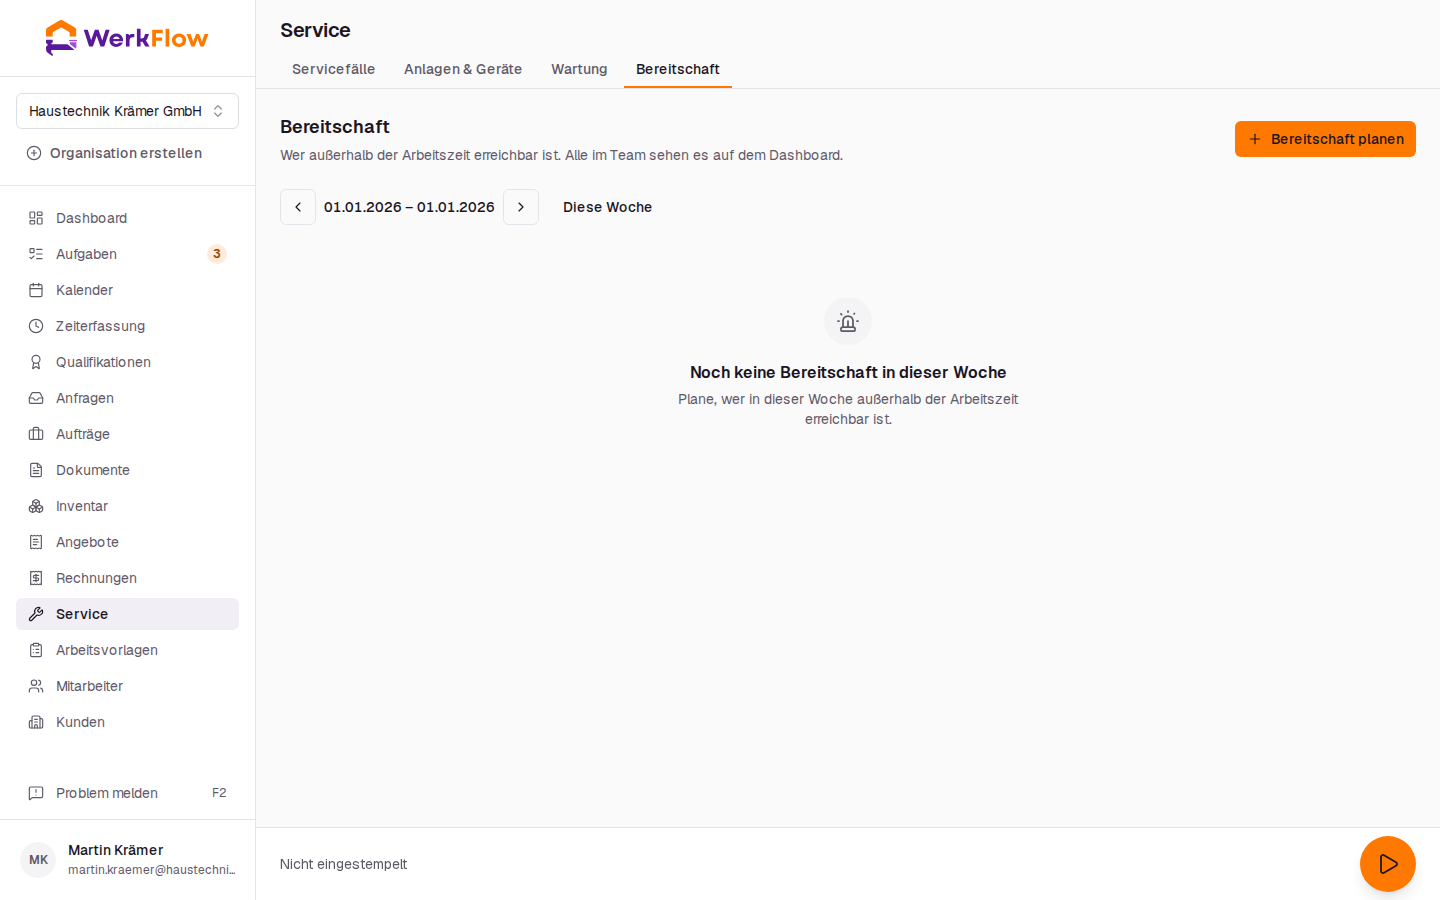 WerkFlow
Haustechnik Krämer GmbH
Organisation erstellen
Dashboard
Aufgaben 3
Kalender
Zeiterfassung
Qualifikationen
Anfragen
Aufträge
Dokumente
Inventar
Angebote
Rechnungen
Service
Arbeitsvorlagen
Mitarbeiter
Kunden
Problem melden F2
MK
Martin Krämer
martin.kraemer@haustechni...
Service
Servicefälle Anlagen & Geräte Wartung Bereitschaft
Bereitschaft
Wer außerhalb der Arbeitszeit erreichbar ist. Alle im Team sehen es auf dem Dashboard.
Bereitschaft planen
01.01.2026 – 01.01.2026 Diese Woche
Noch keine Bereitschaft in dieser Woche
Plane, wer in dieser Woche außerhalb der Arbeitszeit
erreichbar ist.
Nicht eingestempelt